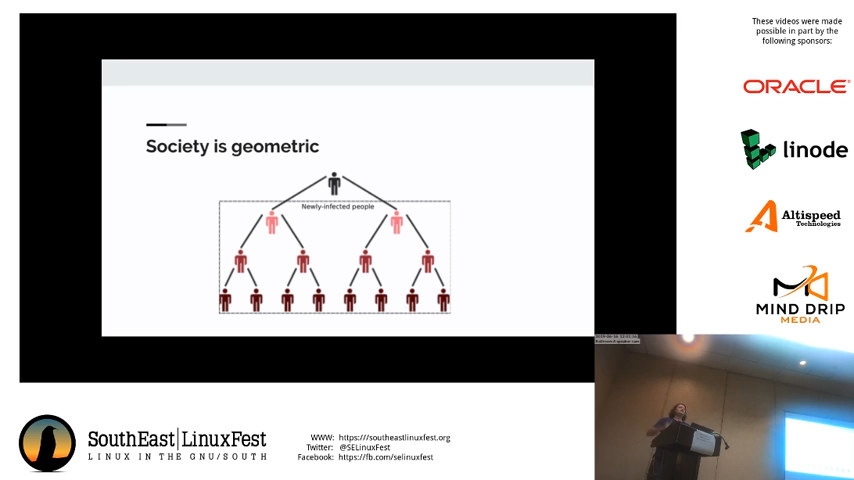 These videos were made
possible in part by the
following sponsors:
ORACLE
linode
Altispeed
Technologies
MIND DRIP
MEDIA
Society is geometric
Newly-infected people
SouthEast LinuxFest
LINUX IN THE GNU/SOUTH
WWW: https:///southeastlinuxfest.org
Twitter: @SELinuxFest
Facebook: https://fb.com/selinuxfest